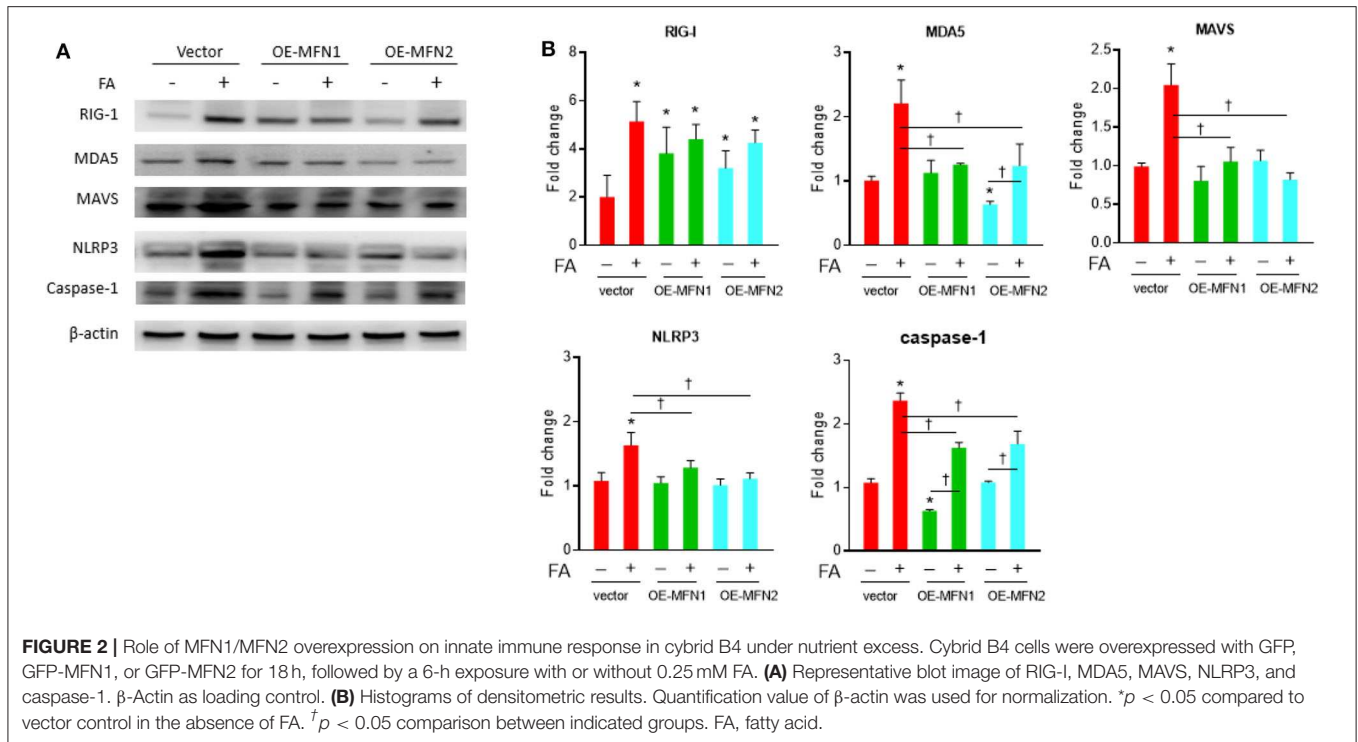 A
Vector OE-MFN1 OE-MFN2
FA - + - + - +
RIG-1
MDA5
MAVS
NLRP3
Caspase-1
β-actin
B
RIG-I
Fold change
8
6
4
2
0
* * * * *
FA – + – + – +
vector OE-MFN1 OE-MFN2
MDA5
Fold change
3
2
1
0
* † † * †
FA – + – + – +
vector OE-MFN1 OE-MFN2
MAVS
Fold change
2.5
2.0
1.5
1.0
0.5
0.0
* † †
FA – + – + – +
vector OE-MFN1 OE-MFN2
NLRP3
Fold change
3
2
1
0
* † †
FA – + – + – +
vector OE-MFN1 OE-MFN2
caspase-1
Fold change
3
2
1
0
* † † * † †
FA – + – + – +
vector OE-MFN1 OE-MFN2
FIGURE 2 | Role of MFN1/MFN2 overexpression on innate immune response in cybrid B4 under nutrient excess. Cybrid B4 cells were overexpressed with GFP,
GFP-MFN1, or GFP-MFN2 for 18 h, followed by a 6-h exposure with or without 0.25 mM FA. (A) Representative blot image of RIG-I, MDA5, MAVS, NLRP3, and
caspase-1. β-Actin as loading control. (B) Histograms of densitometric results. Quantification value of β-actin was used for normalization. *p < 0.05 compared to
vector control in the absence of FA. †p < 0.05 comparison between indicated groups. FA, fatty acid.